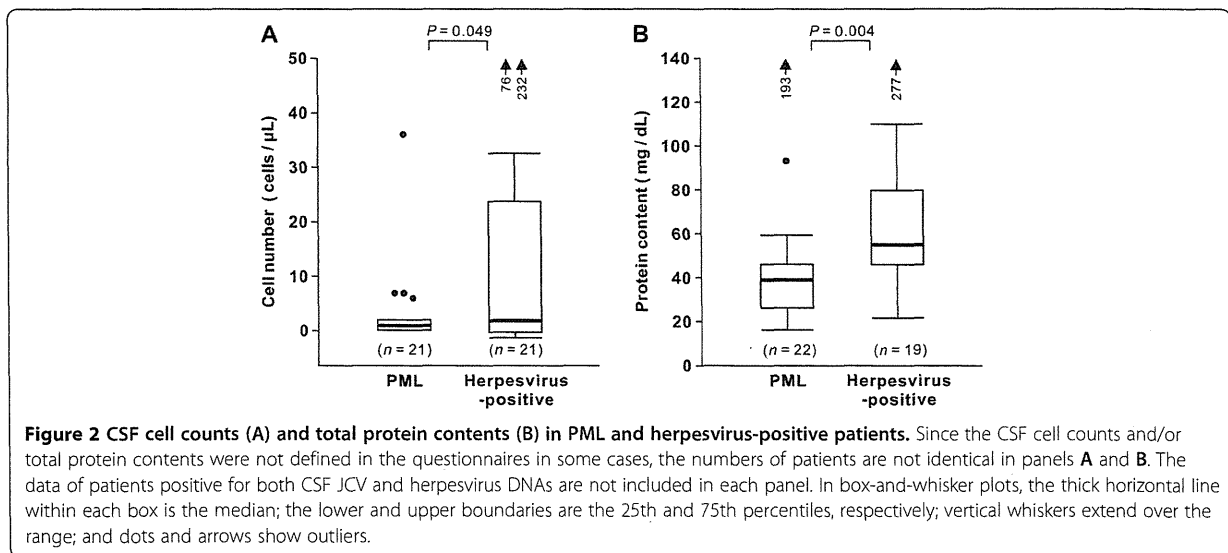 A
P = 0.049
50
40
30
20
10
0
Cell number ( cells / µL)
76
232
(n = 21)
(n = 21)
PML
Herpesvirus
-positive
B
P = 0.004
140
120
100
80
60
40
20
0
Protein content ( mg / dL)
193
277
(n = 22)
(n = 19)
PML
Herpesvirus
-positive
Figure 2 CSF cell counts (A) and total protein contents (B) in PML and herpesvirus-positive patients. Since the CSF cell counts and/or
total protein contents were not defined in the questionnaires in some cases, the numbers of patients are not identical in panels A and B. The
data of patients positive for both CSF JCV and herpesvirus DNAs are not included in each panel. In box-and-whisker plots, the thick horizontal line
within each box is the median; the lower and upper boundaries are the 25th and 75th percentiles, respectively; vertical whiskers extend over the
range; and dots and arrows show outliers.